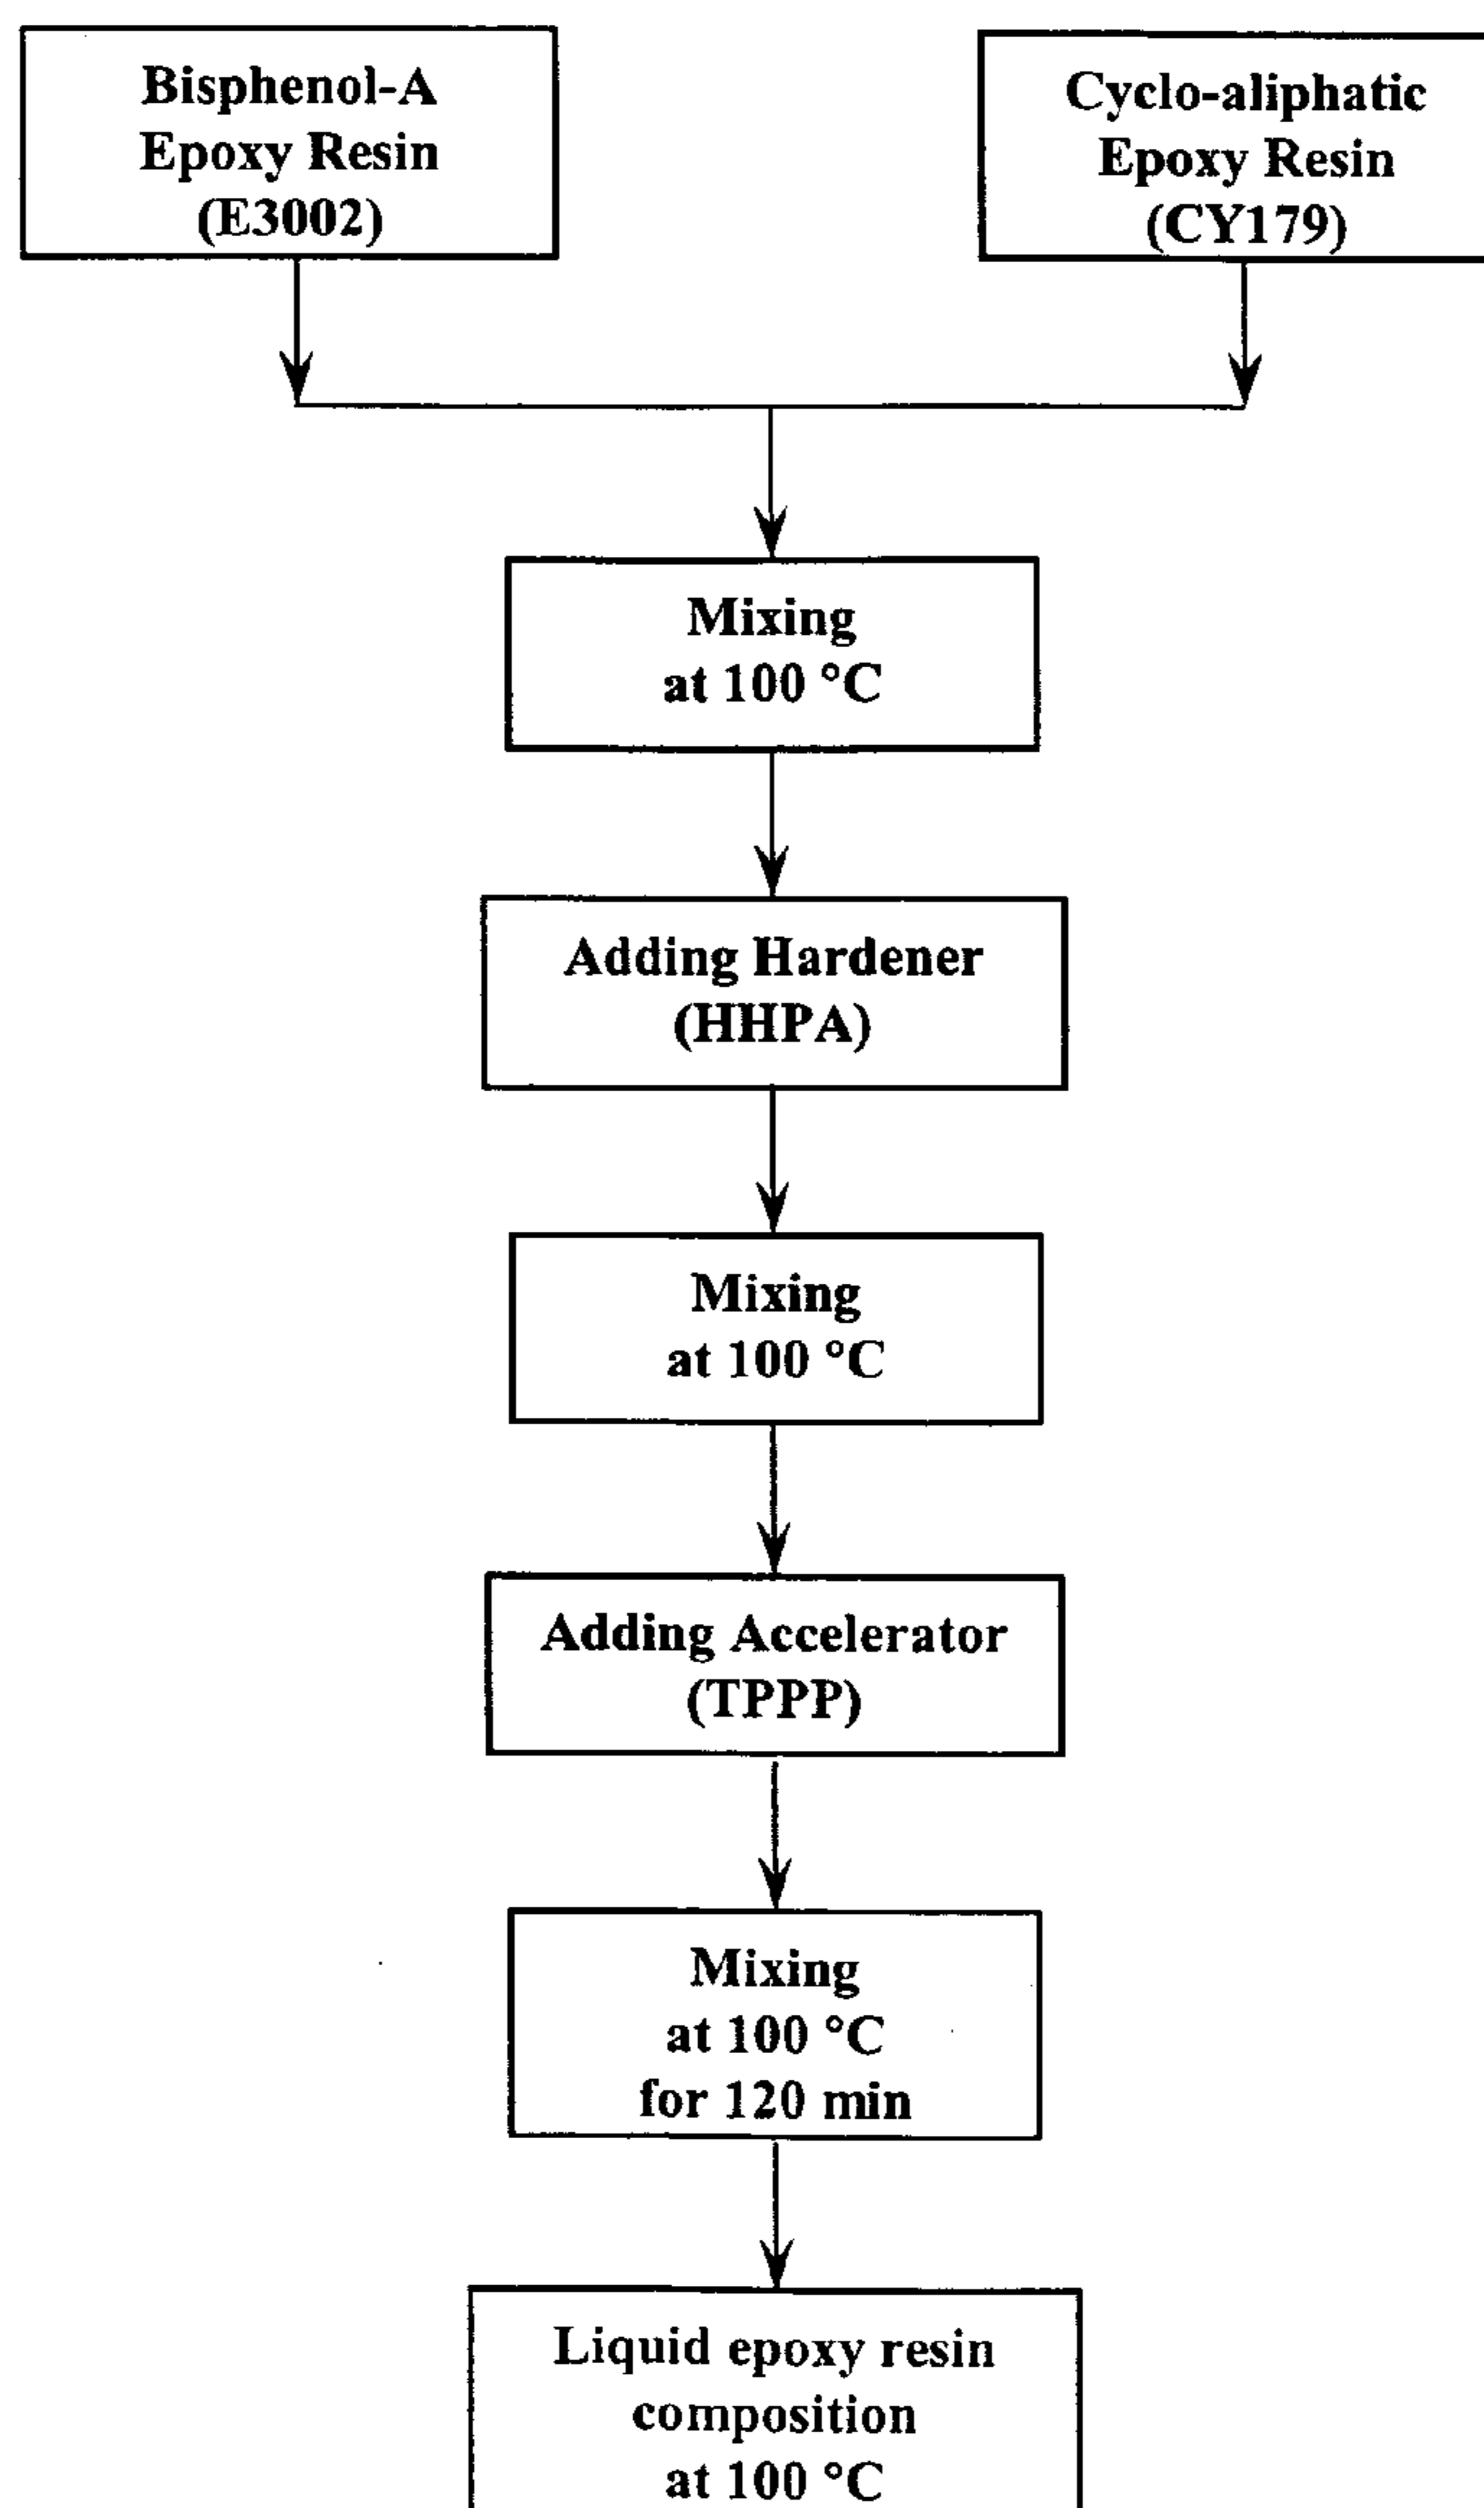 Bisphenol-A
Epoxy Resin
(E3002)
Cyclo-aliphatic
Epoxy Resin
(CY179)
Mixing
at 100 °C
Adding Hardener
(HHPA)
Mixing
at 100 °C
Adding Accelerator
(TPPP)
Mixing
at 100 °C
for 120 min
Liquid epoxy resin
composition
at 100 °C